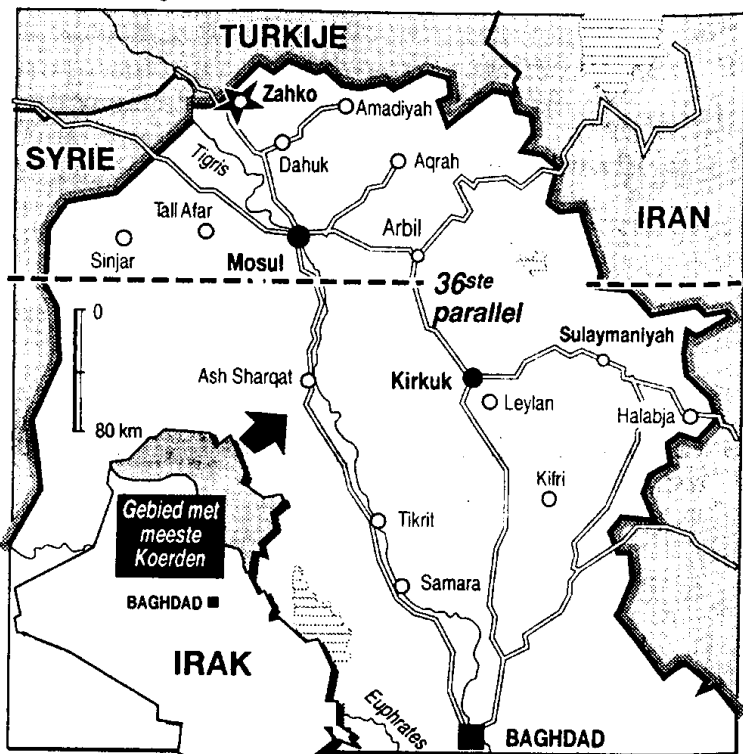 TURKIJE
Zahko
Amadiyah
SYRIE
Tigris
Dahuk
Aqrah
Tall Afar
Arbil
IRAN
Sinjar
Mosul
36ste
parallel
0
Sulaymaniyah
Ash Sharqat
Kirkuk
Leylan
Halabja
80 km
Kifri
Gebied met
meeste
Koerden
Tikrit
Samara
BAGHDAD
IRAK
Euphrates
BAGHDAD